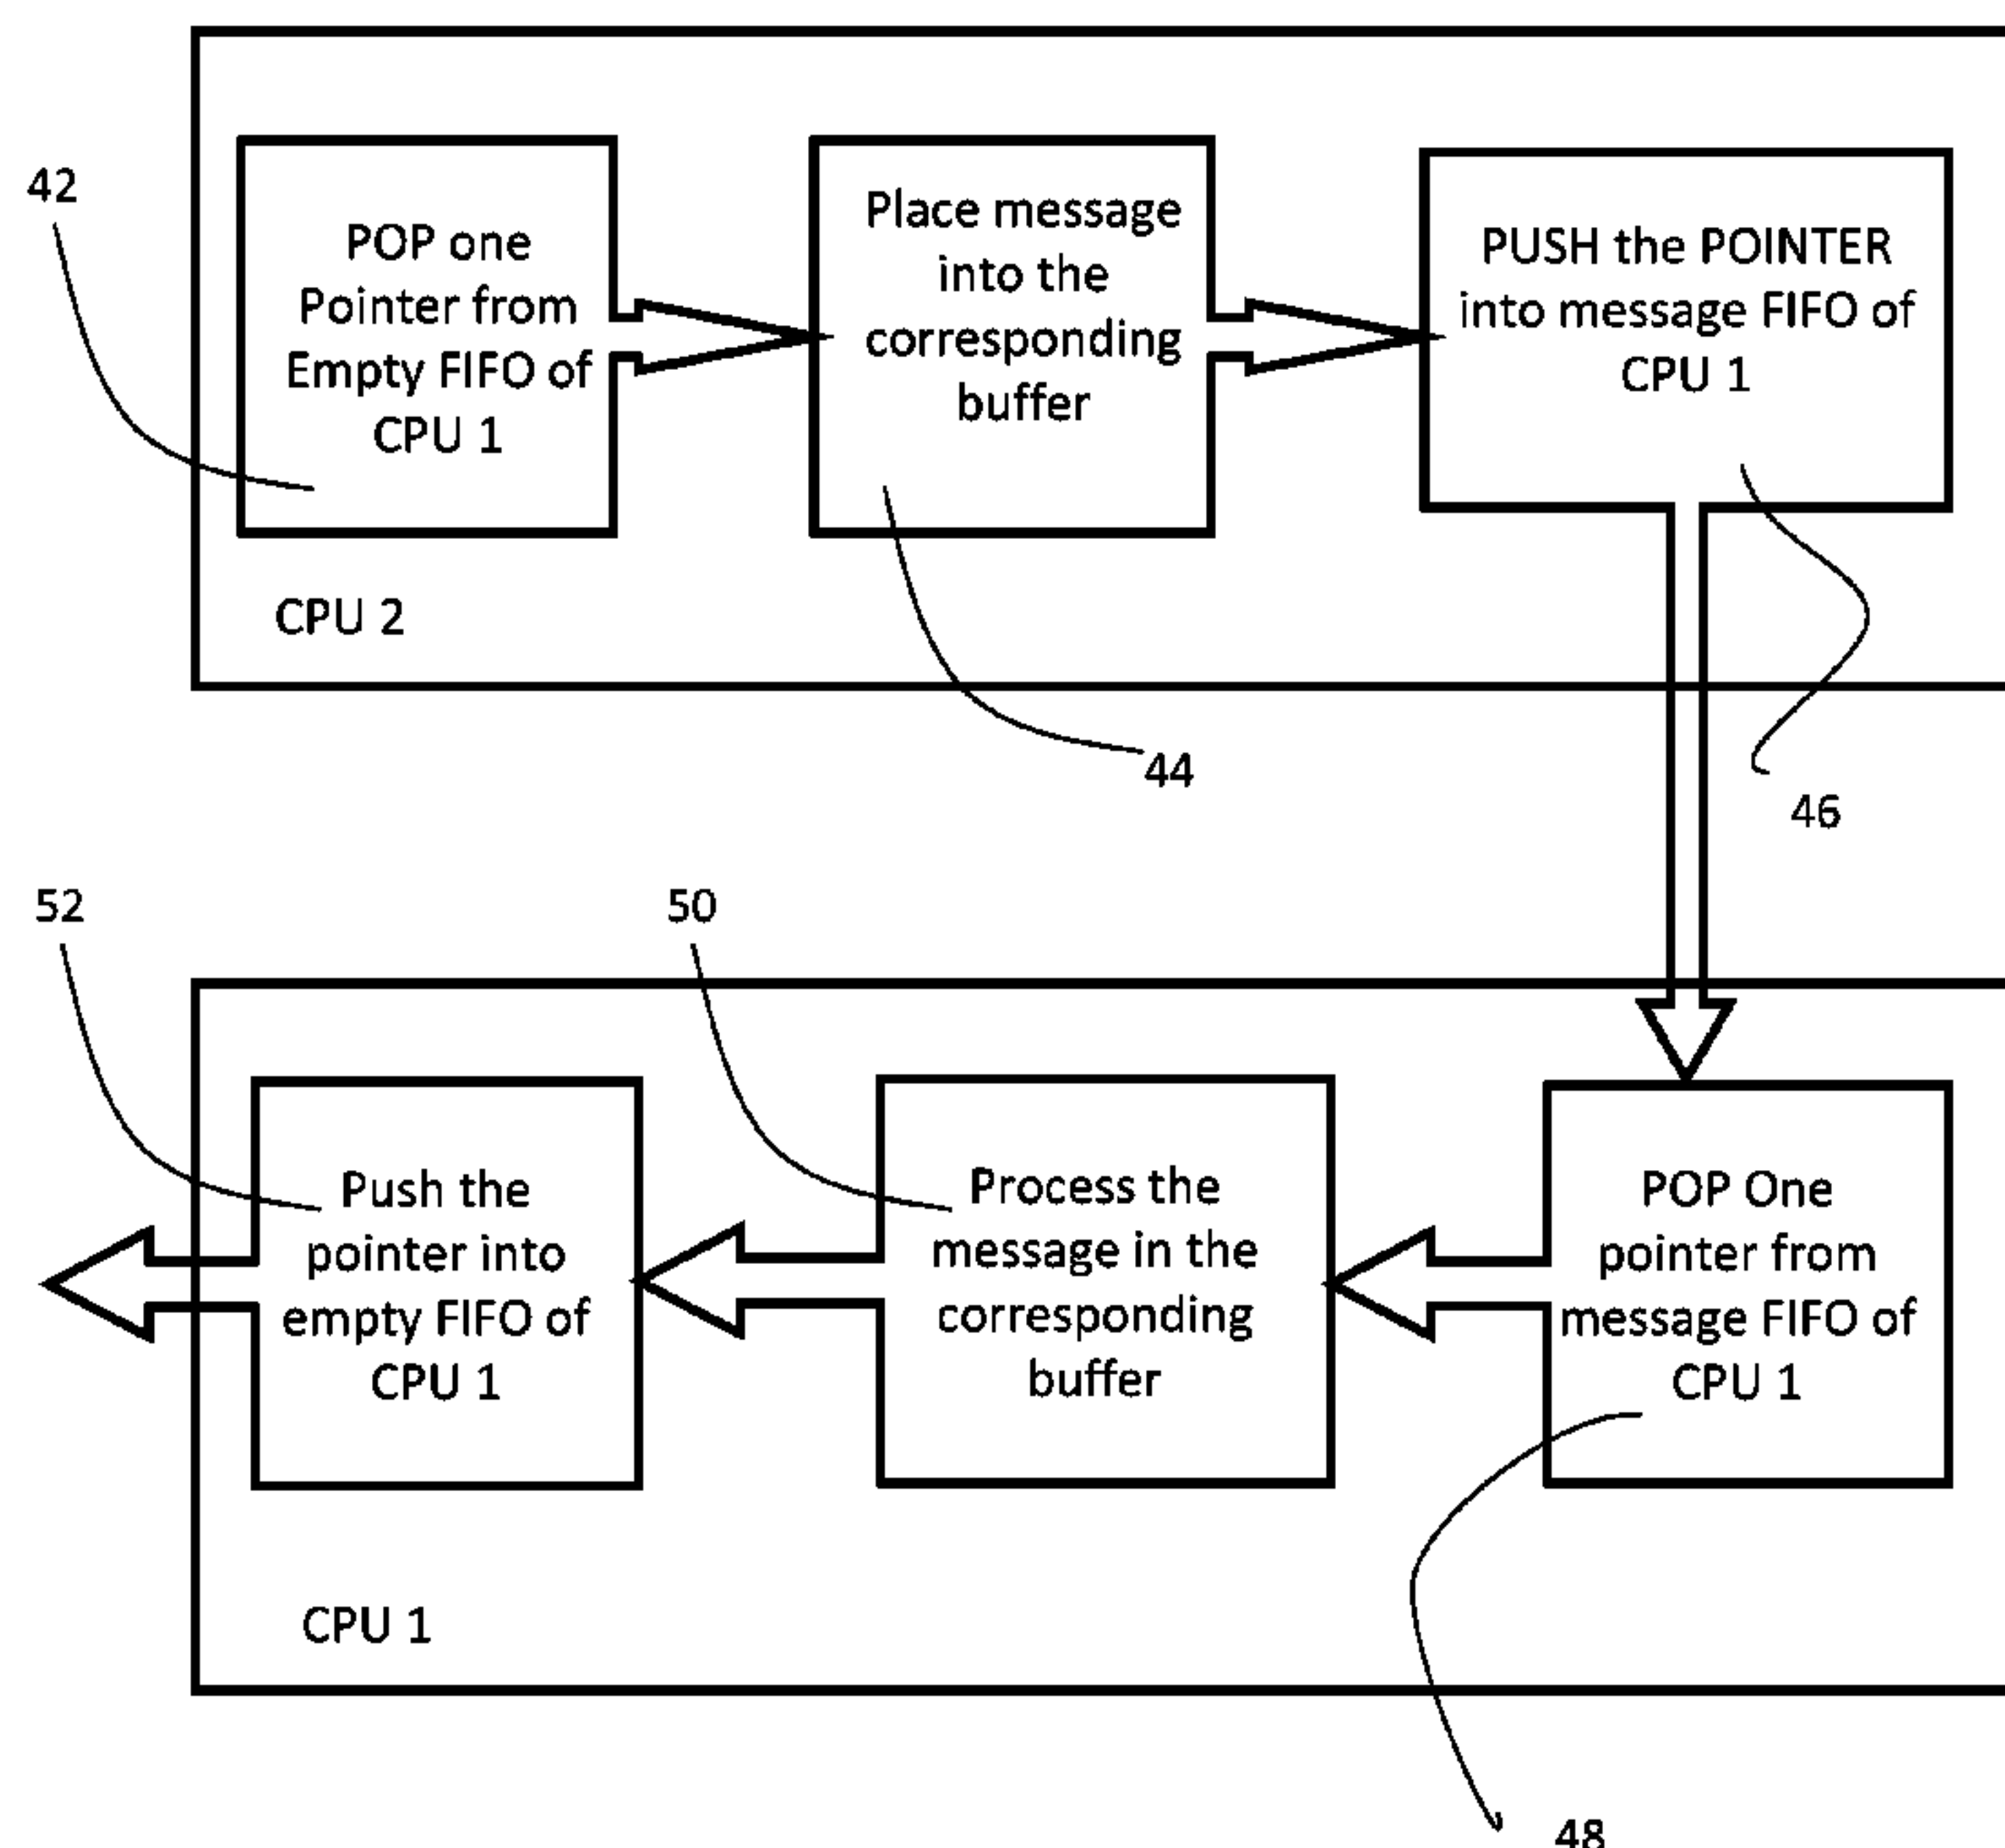 42
POP one
Pointer from
Empty FIFO of
CPU 1
Place message
into the
corresponding
buffer
PUSH the POINTER
into message FIFO of
CPU 1
CPU 2
44
46
52
50
Push the
pointer into
empty FIFO of
CPU 1
Process the
message in the
corresponding
buffer
POP One
pointer from
message FIFO of
CPU 1
CPU 1
48